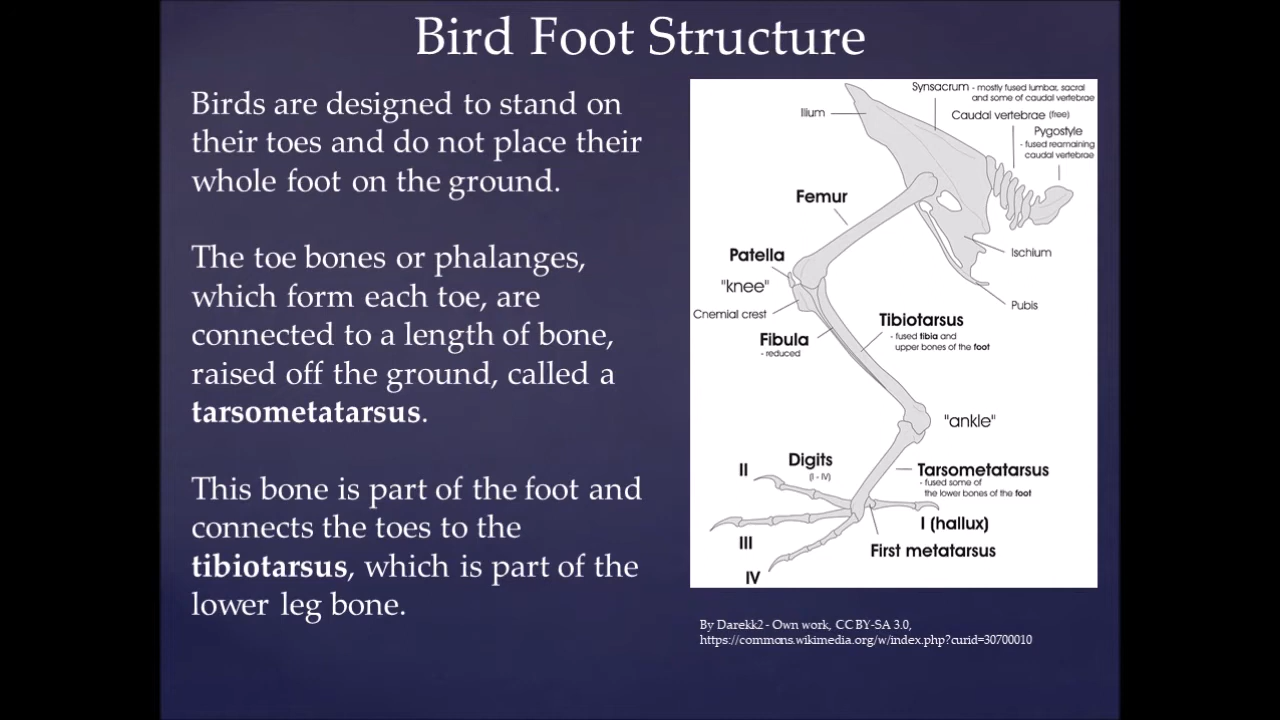 Bird Foot Structure
Birds are designed to stand on
their toes and do not place their
whole foot on the ground.
The toe bones or phalanges,
which form each toe, are
connected to a length of bone,
raised off the ground, called a
tarsometatarsus.
This bone is part of the foot and
connects the toes to the
tibiotarsus, which is part of the
lower leg bone.
Synsacrum - mostly fused lumbar, sacral
and some of caudal vertebrae
Ilium
Caudal vertebrae (free)
Pygostyle
- fused reamaining
caudal vertebrae
Femur
Patella
"knee"
Ischium
Cnemial crest
Pubis
Tibiotarsus
- fused tibia and
upper bones of the foot
Fibula
- reduced
"ankle"
Digits
(I - IV)
II
Tarsometatarsus
- fused some of
the lower bones of the foot
I (hallux)
III
First metatarsus
IV
By Darekk2 - Own work, CC BY-SA 3.0,
https://commons.wikimedia.org/w/index.php?curid=30700010